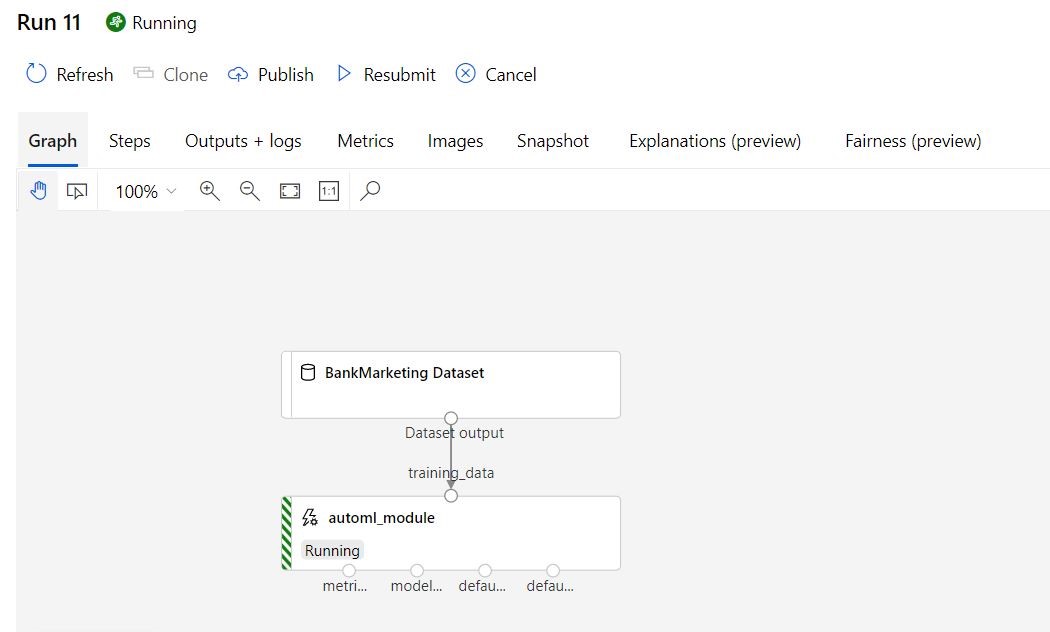 Run 11 Running
Refresh Clone Publish Resubmit Cancel
Graph Steps Outputs + logs Metrics Images Snapshot Explanations (preview) Fairness (preview)
100% 1:1
BankMarketing Dataset
Dataset output
training_data
automl_module
Running
metri... model... defau... defau...